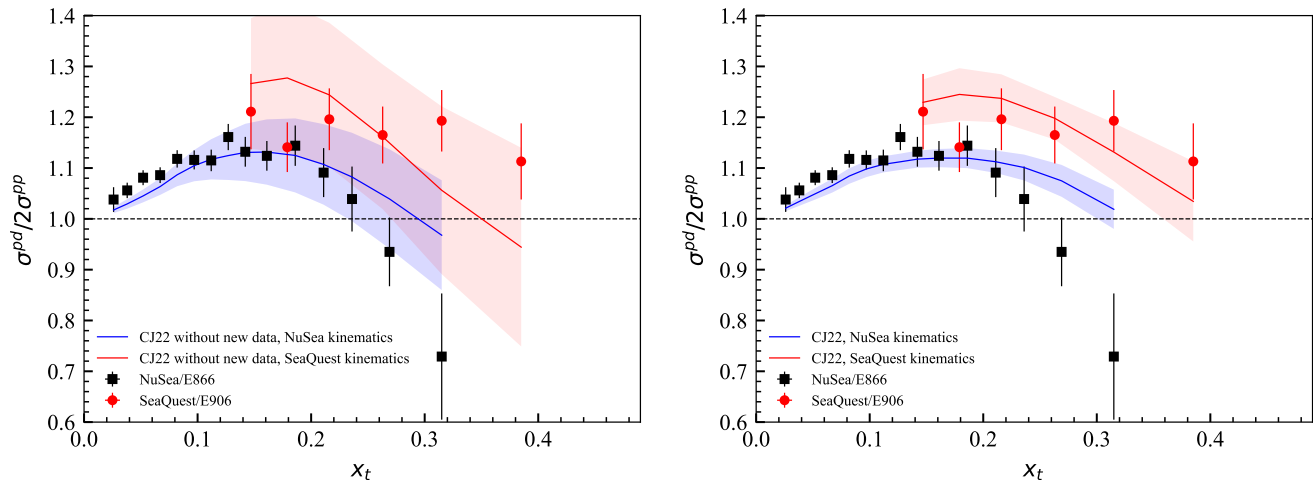 1.4
1.3
1.2
1.1
1.0
0.9
0.8
0.7
0.6
σ^{pd}/2σ^{pp}
CJ22 without new data, NuSea kinematics
CJ22 without new data, SeaQuest kinematics
NuSea/E866
SeaQuest/E906
0.0 0.1 0.2 0.3 0.4
x_t
1.4
1.3
1.2
1.1
1.0
0.9
0.8
0.7
0.6
σ^{pd}/2σ^{pp}
CJ22, NuSea kinematics
CJ22, SeaQuest kinematics
NuSea/E866
SeaQuest/E906
0.0 0.1 0.2 0.3 0.4
x_t